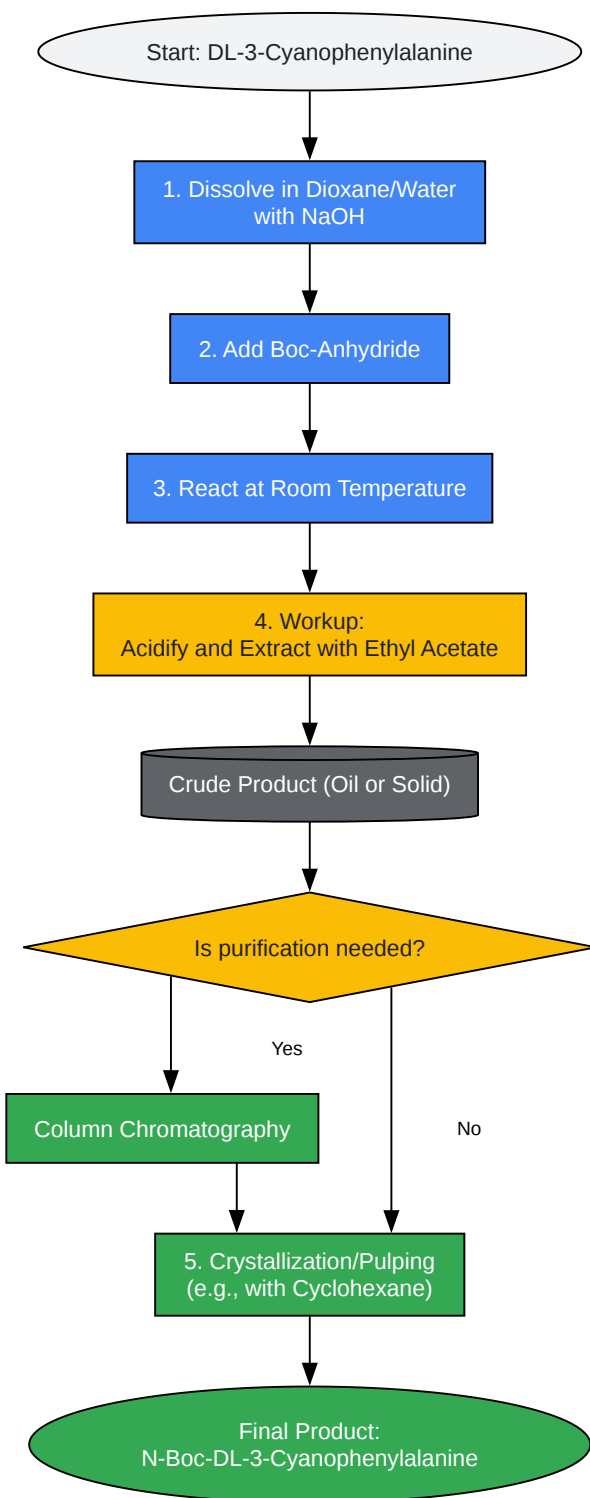 Start: DL-3-Cyanophenylalanine
1. Dissolve in Dioxane/Water
with NaOH
2. Add Boc-Anhydride
3. React at Room Temperature
4. Workup:
Acidify and Extract with Ethyl Acetate
Crude Product (Oil or Solid)
Is purification needed?
Yes
Column Chromatography
No
5. Crystallization/Pulping
(e.g., with Cyclohexane)
Final Product:
N-Boc-DL-3-Cyanophenylalanine